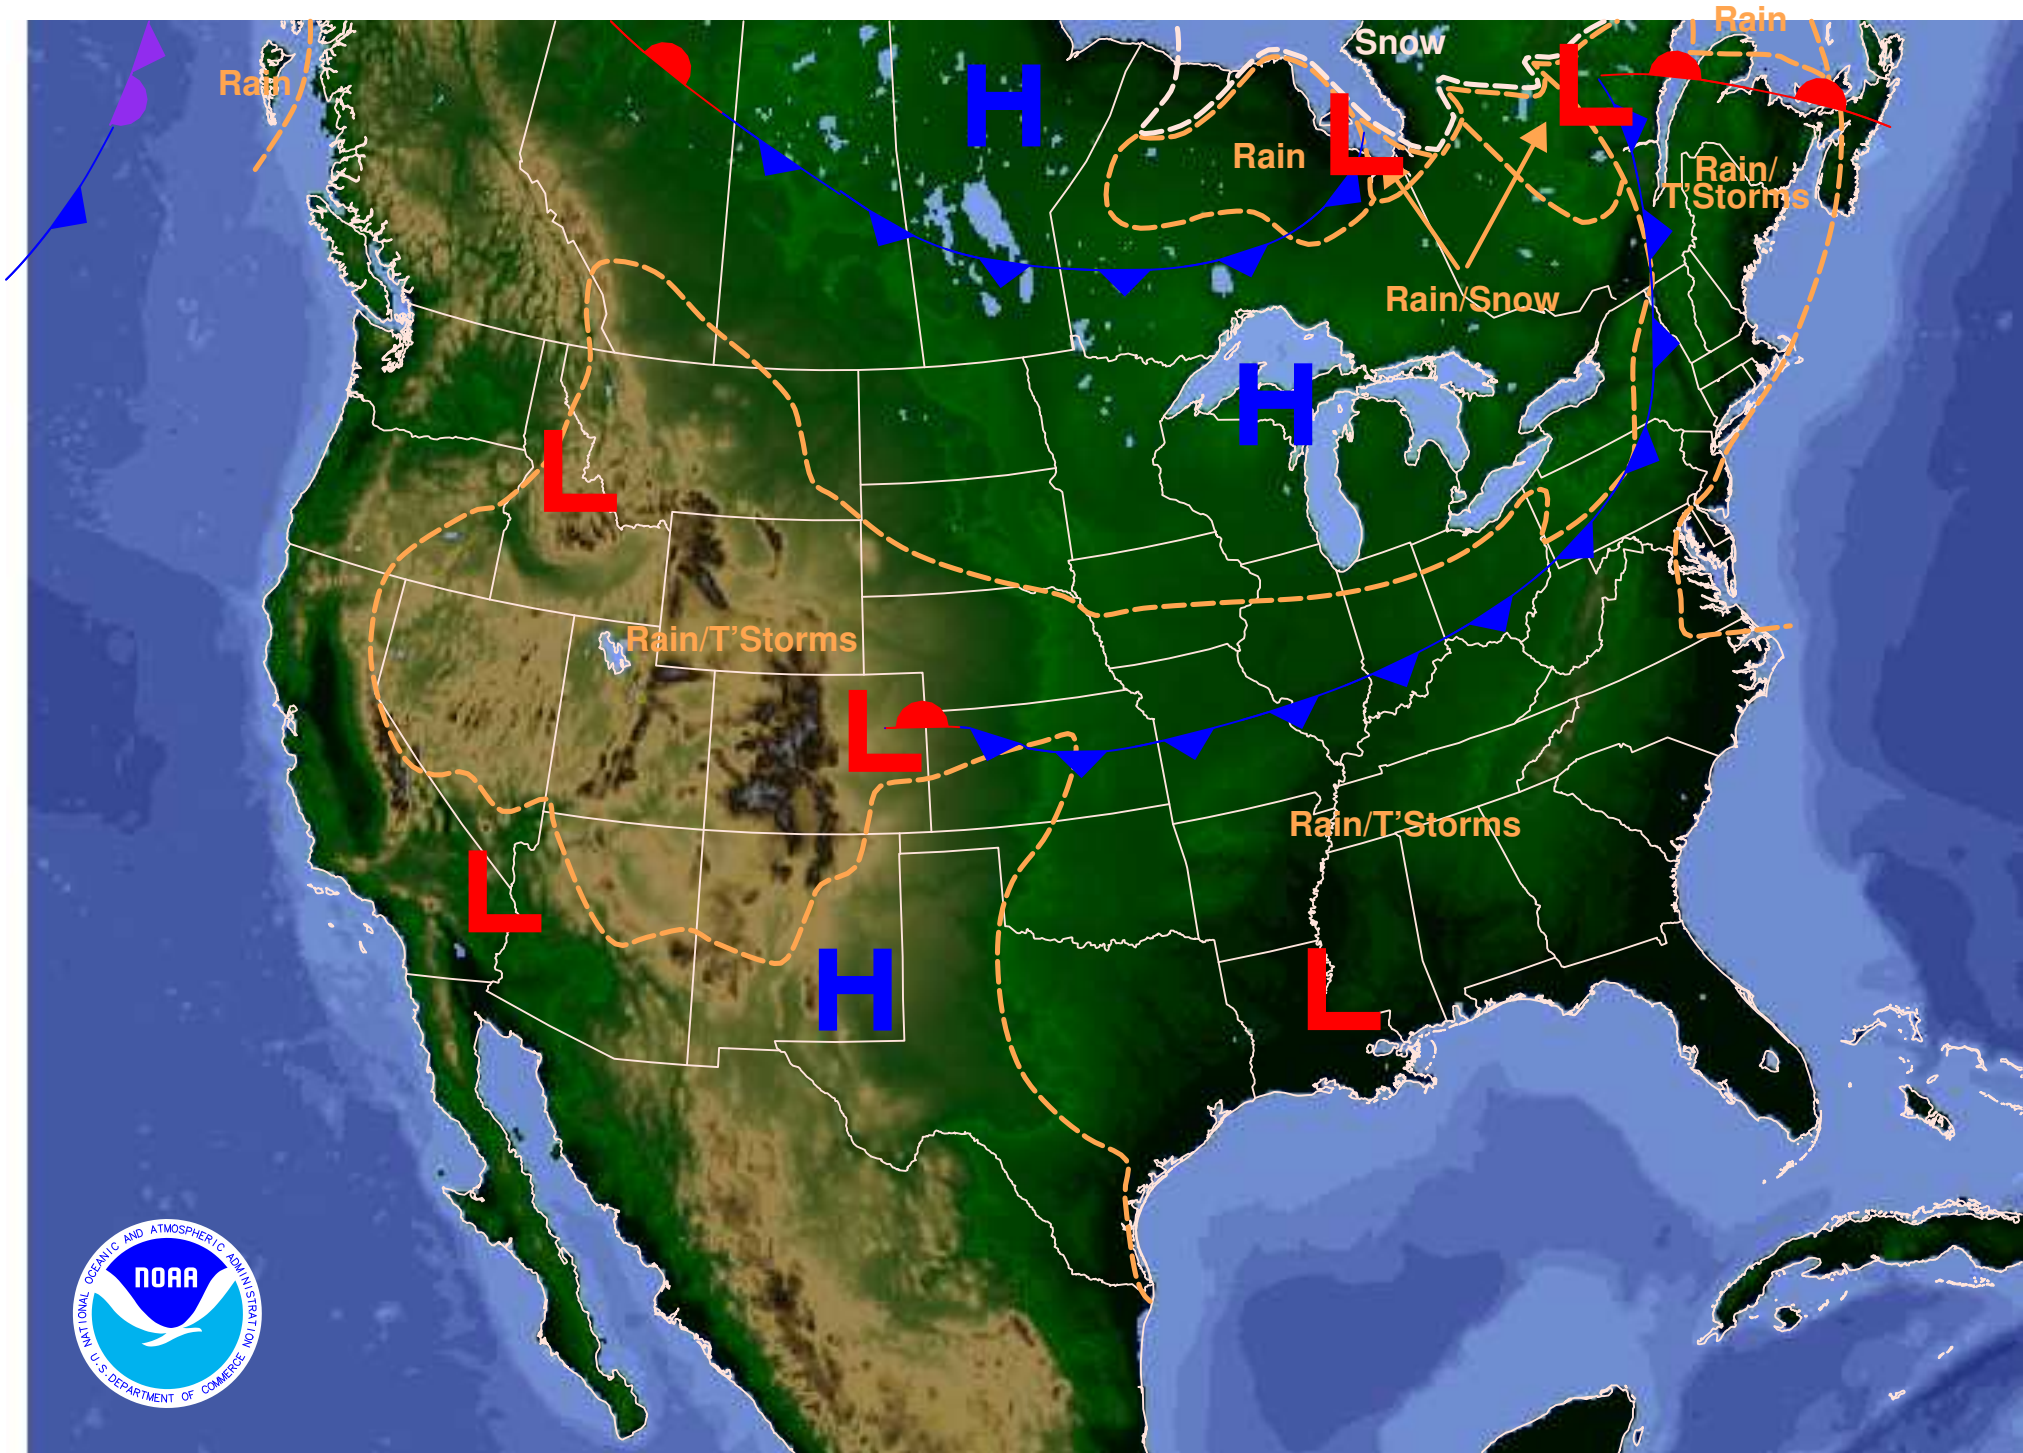 Rain
Snow
Rain
L
H
L
Rain
Rain/
T'Storms
Rain/Snow
H
L
Rain/T'Storms
L
Rain/T'Storms
L
H
L
NATIONAL OCEANIC AND ATMOSPHERIC ADMINISTRATION
NOAA
U.S. DEPARTMENT OF COMMERCE